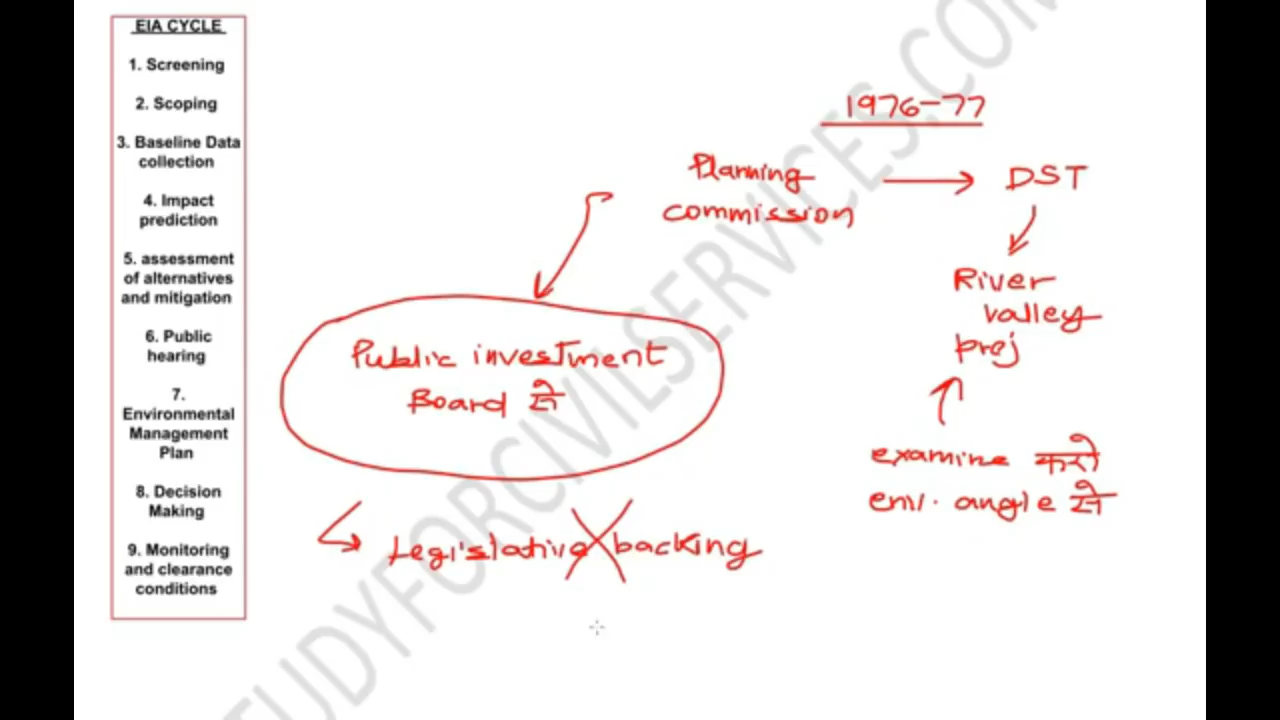 EIA CYCLE
1. Screening
2. Scoping
3. Baseline Data
collection
4. Impact
prediction
5. assessment
of alternatives
and mitigation
6. Public
hearing
7.
Environmental
Management
Plan
8. Decision
Making
9. Monitoring
and clearance
conditions
1976-77
Planning
commission
DST
River
valley
proj
examine करो
env. angle से
Public investment
Board से
Legislative backing
STUDYFORCIVILSERVICES.COM